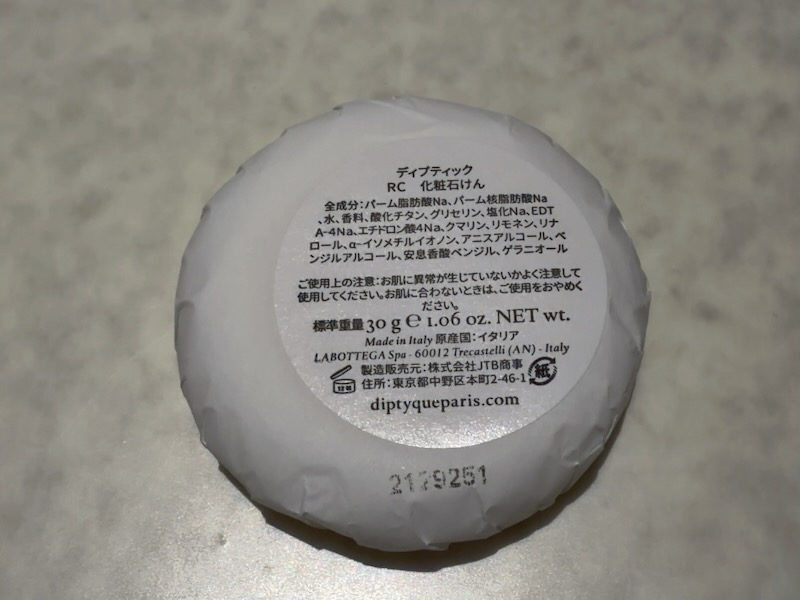 ディプティック
RC 化粧石けん
全成分:パーム脂肪酸Na、パーム核脂肪酸Na
、水、香料、酸化チタン、グリセリン、塩化Na、EDT
A-4Na、エチドロン酸4Na、クマリン、リモネン、リナ
ロール、α-イソメチルイオノン、アニスアルコール、ベ
ンジルアルコール、安息香酸ベンジル、ゲラニオール
ご使用上の注意:お肌に異常が生じていないかよく注意して
使用してください。お肌に合わないときは、ご使用をおやめく
ださい。
標準重量30 g ℮ 1.06 oz. NET wt.
Made in Italy 原産国:イタリア
LABOTTEGA Spa - 60012 Trecastelli (AN) - Italy
製造販売元:株式会社JTB商事
住所:東京都中野区本町2-46-1
紙
diptyqueparis.com
2179251